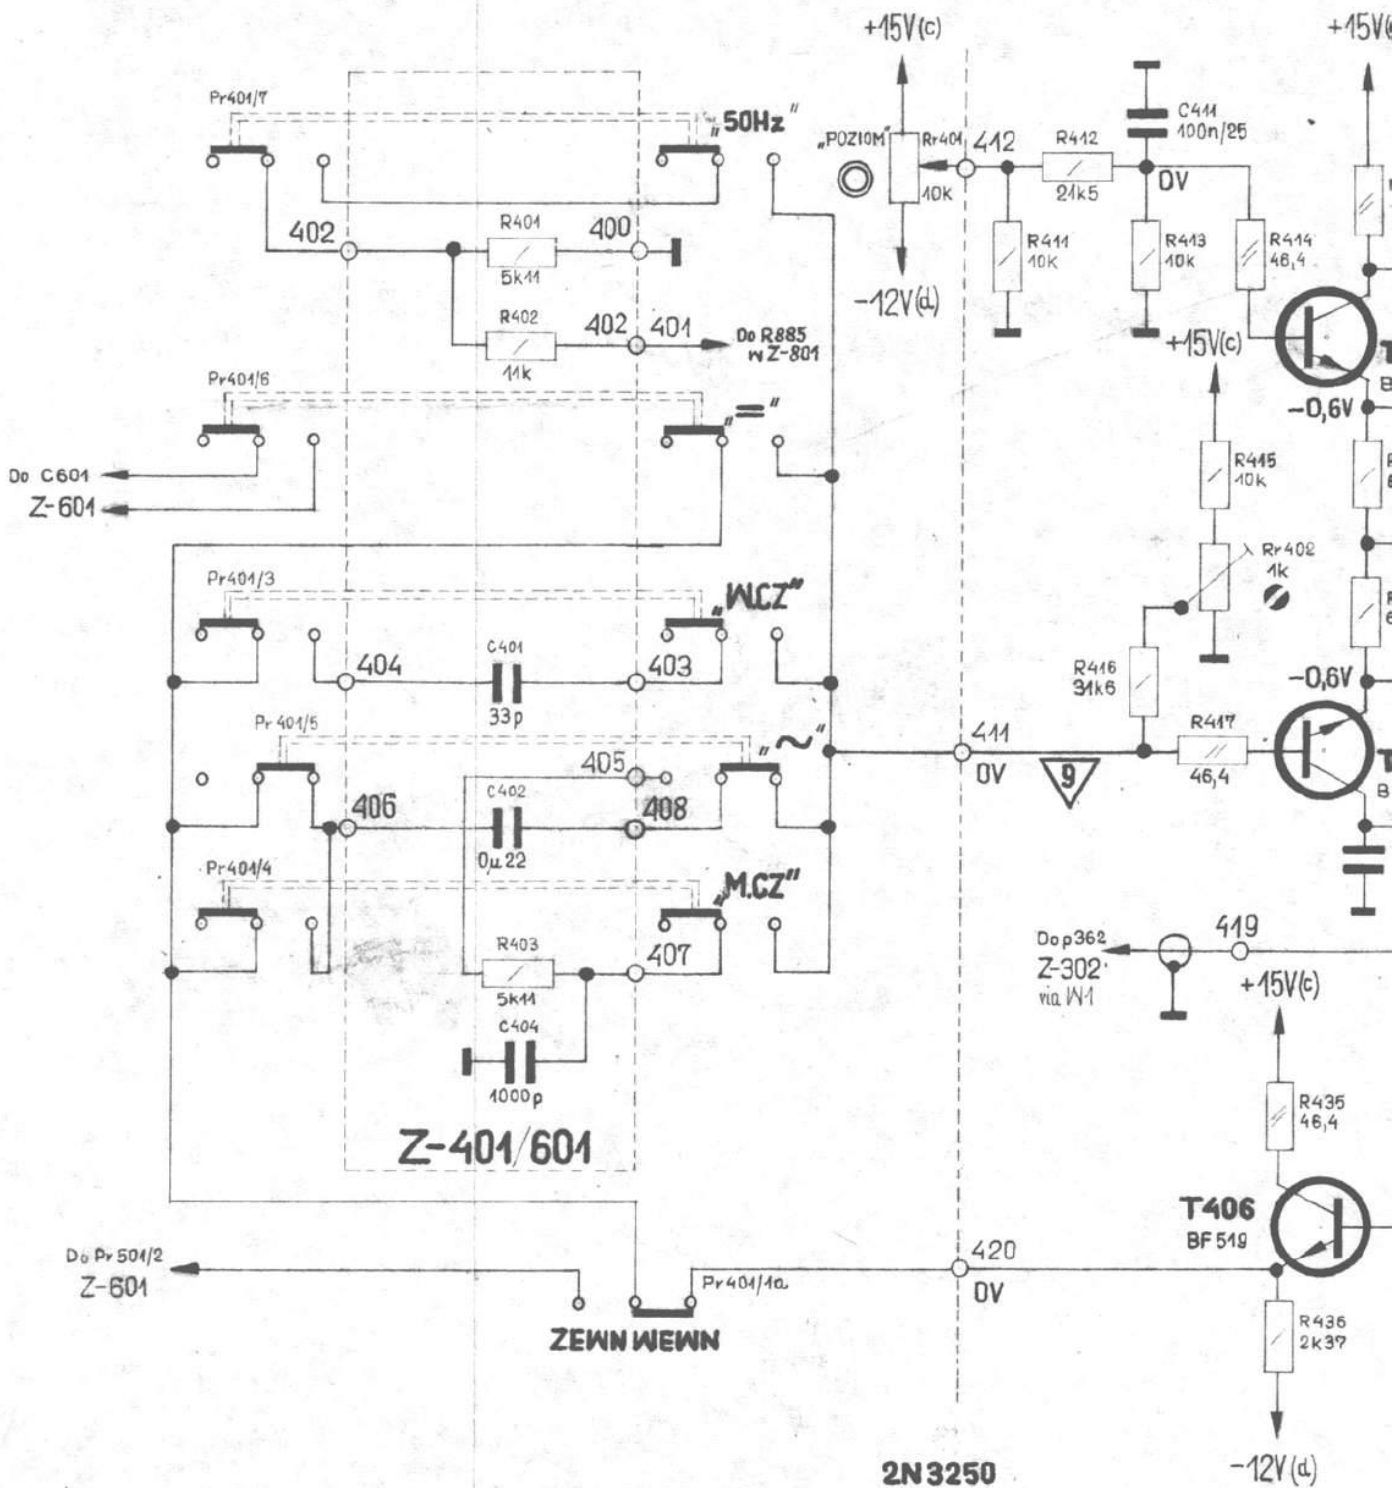 +15V(c)
+15V(
Pr401/7
„50Hz"
„POZIOM"
Rr401
10k
-12V(d)
412
R412
21k5
C411
100n/25
0V
R411
10k
R413
10k
R414
46,4
402
R401
5k11
400
R402
11k
402
401
Do R885
w Z-801
+15V(c)
T
B
-0,6V
Pr401/6
„="
Do C601
Z-601
R415
10k
R
6
Rr402
1k
Pr401/3
„W.CZ"
404
C401
33p
403
R416
31k6
R
6
-0,6V
Pr401/5
„~"
405
406
C402
0µ22
408
411
0V
9
R417
46,4
T
B
Pr401/4
„M.CZ"
R403
5k11
407
C404
1000p
Do p362
Z-302
via W1
419
+15V(c)
Z-401/601
R435
46,4
T406
BF519
Do Pr501/2
Z-601
Pr401/1a
420
0V
ZEWN WEWN
R436
2k37
-12V(d)
2N3250